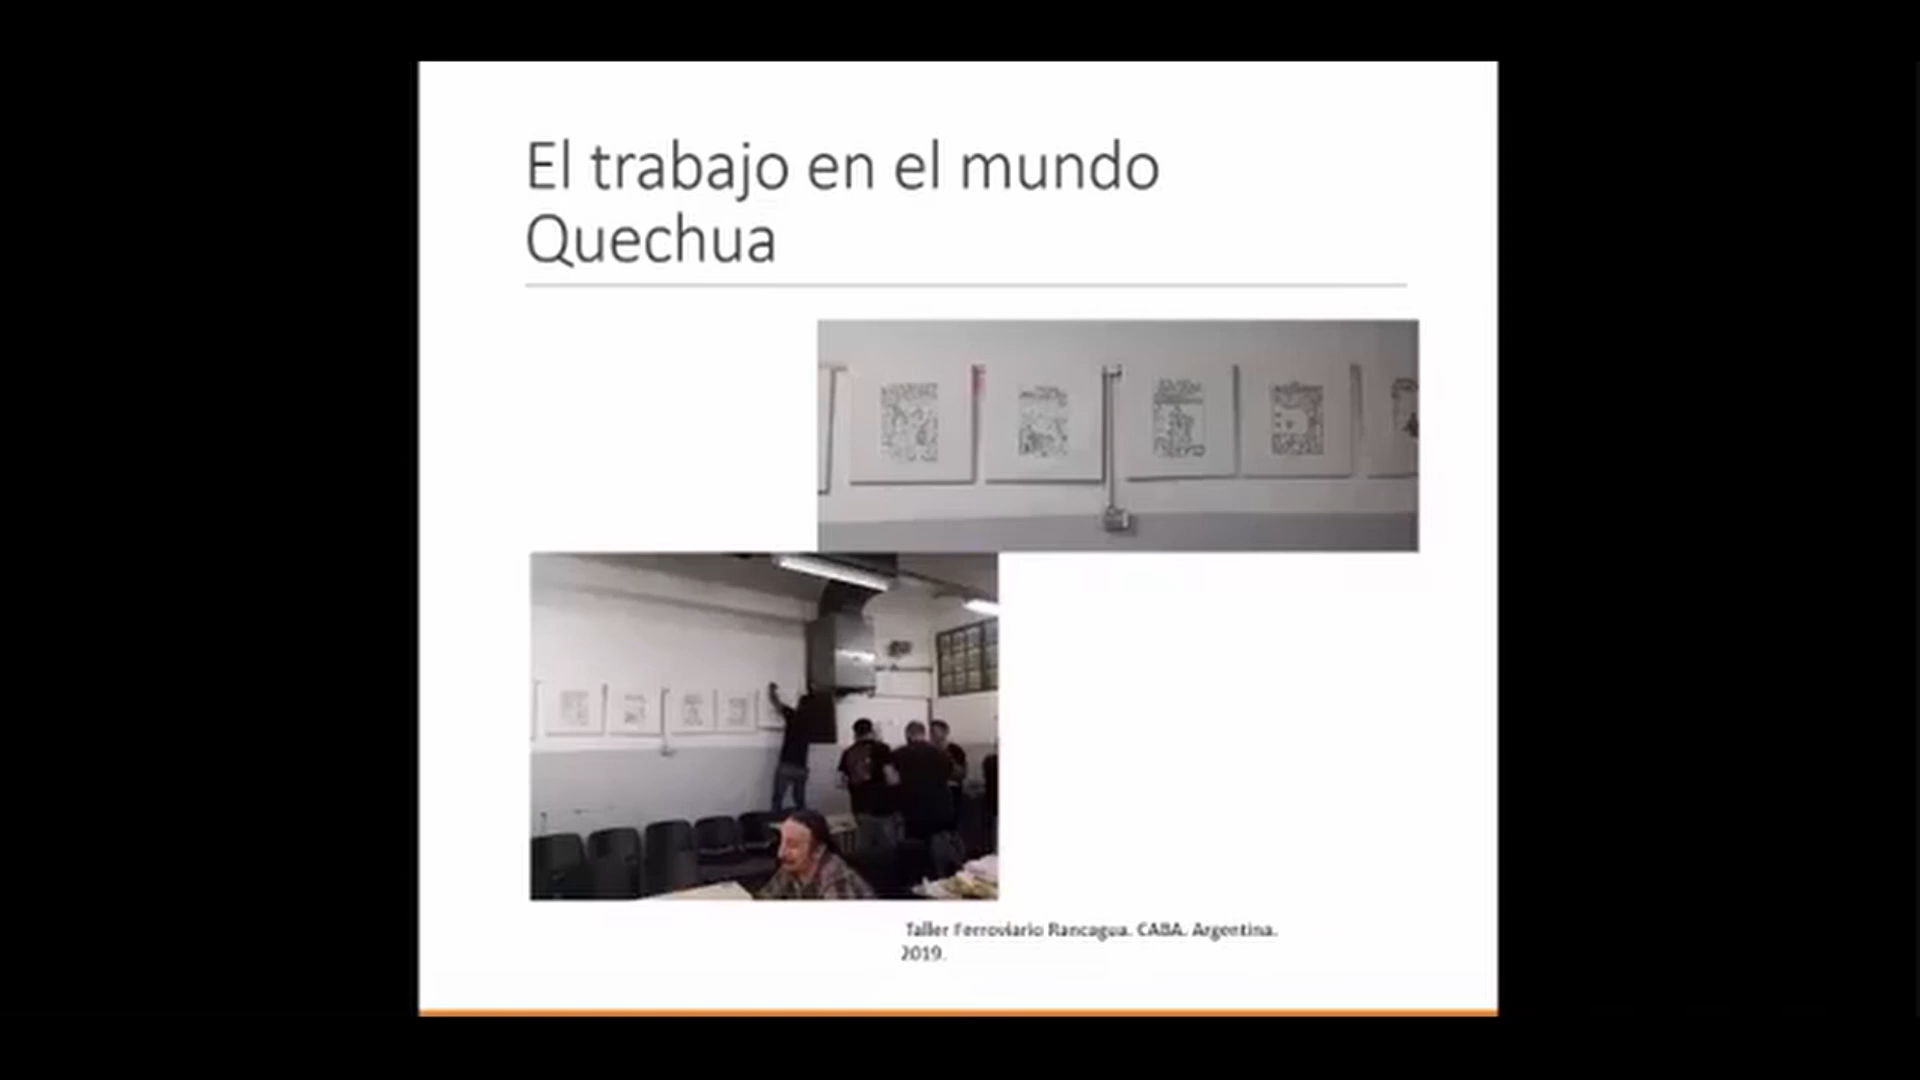 El trabajo en el mundo
Quechua
Taller Ferroviario Rancagua. CABA. Argentina.
2019.